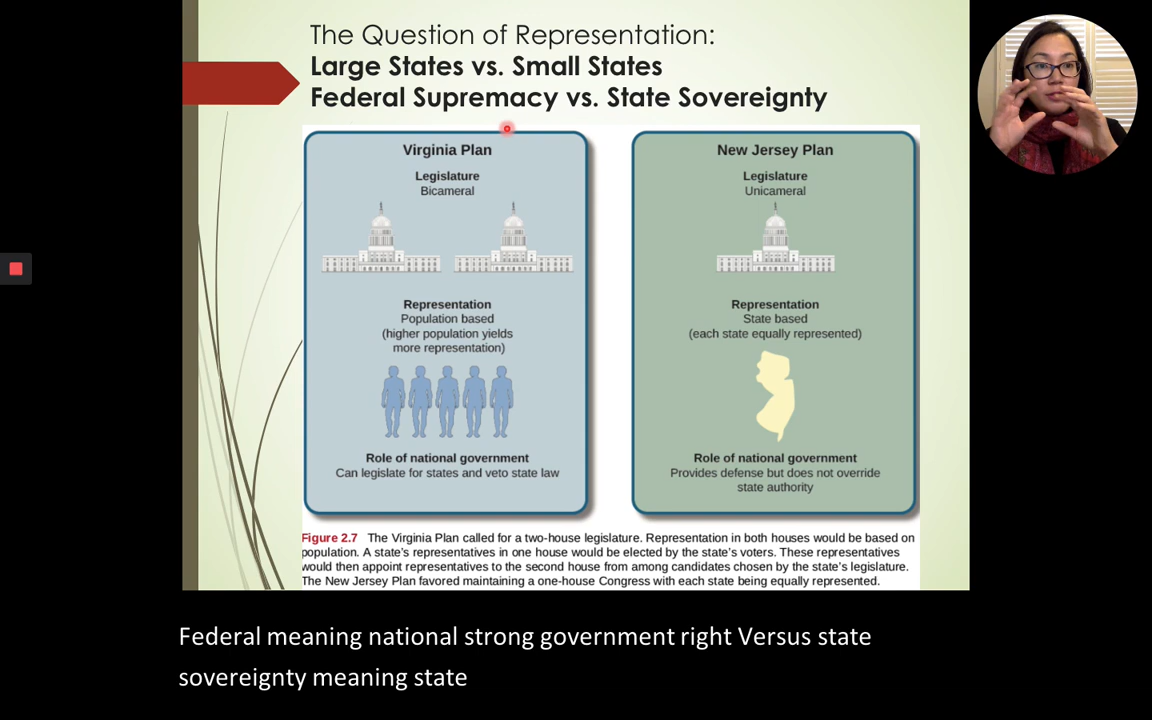 The Question of Representation:
Large States vs. Small States
Federal Supremacy vs. State Sovereignty
Virginia Plan
Legislature
Bicameral
Representation
Population based
(higher population yields
more representation)
Role of national government
Can legislate for states and veto state law
New Jersey Plan
Legislature
Unicameral
Representation
State based
(each state equally represented)
Role of national government
Provides defense but does not override
state authority
Figure 2.7 The Virginia Plan called for a two-house legislature. Representation in both houses would be based on
population. A state's representatives in one house would be elected by the state's voters. These representatives
would then appoint representatives to the second house from among candidates chosen by the state's legislature.
The New Jersey Plan favored maintaining a one-house Congress with each state being equally represented.
Federal meaning national strong government right Versus state
sovereignty meaning state